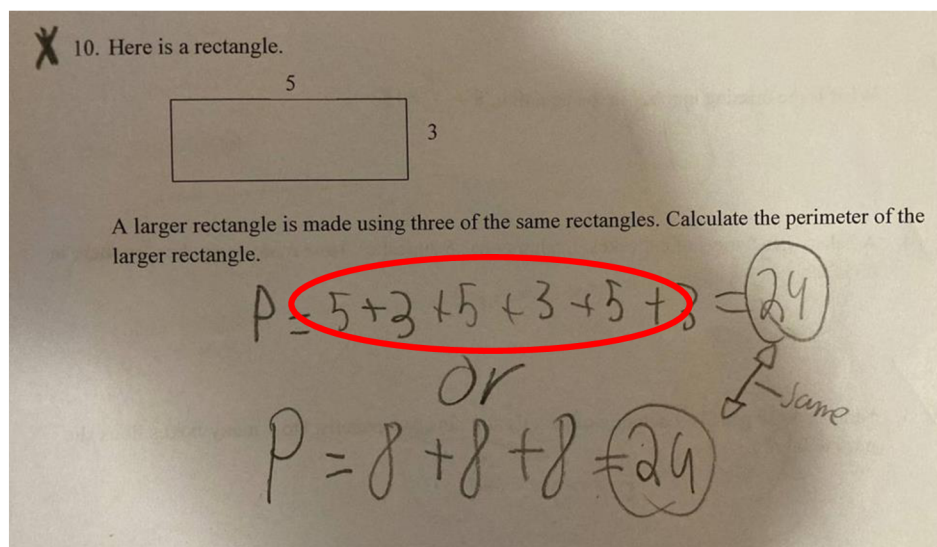 X 10. Here is a rectangle.
5
3
A larger rectangle is made using three of the same rectangles. Calculate the perimeter of the
larger rectangle.
P = 5+3+5+3+5+3 = 24
or
same
P = 8+8+8 = 24